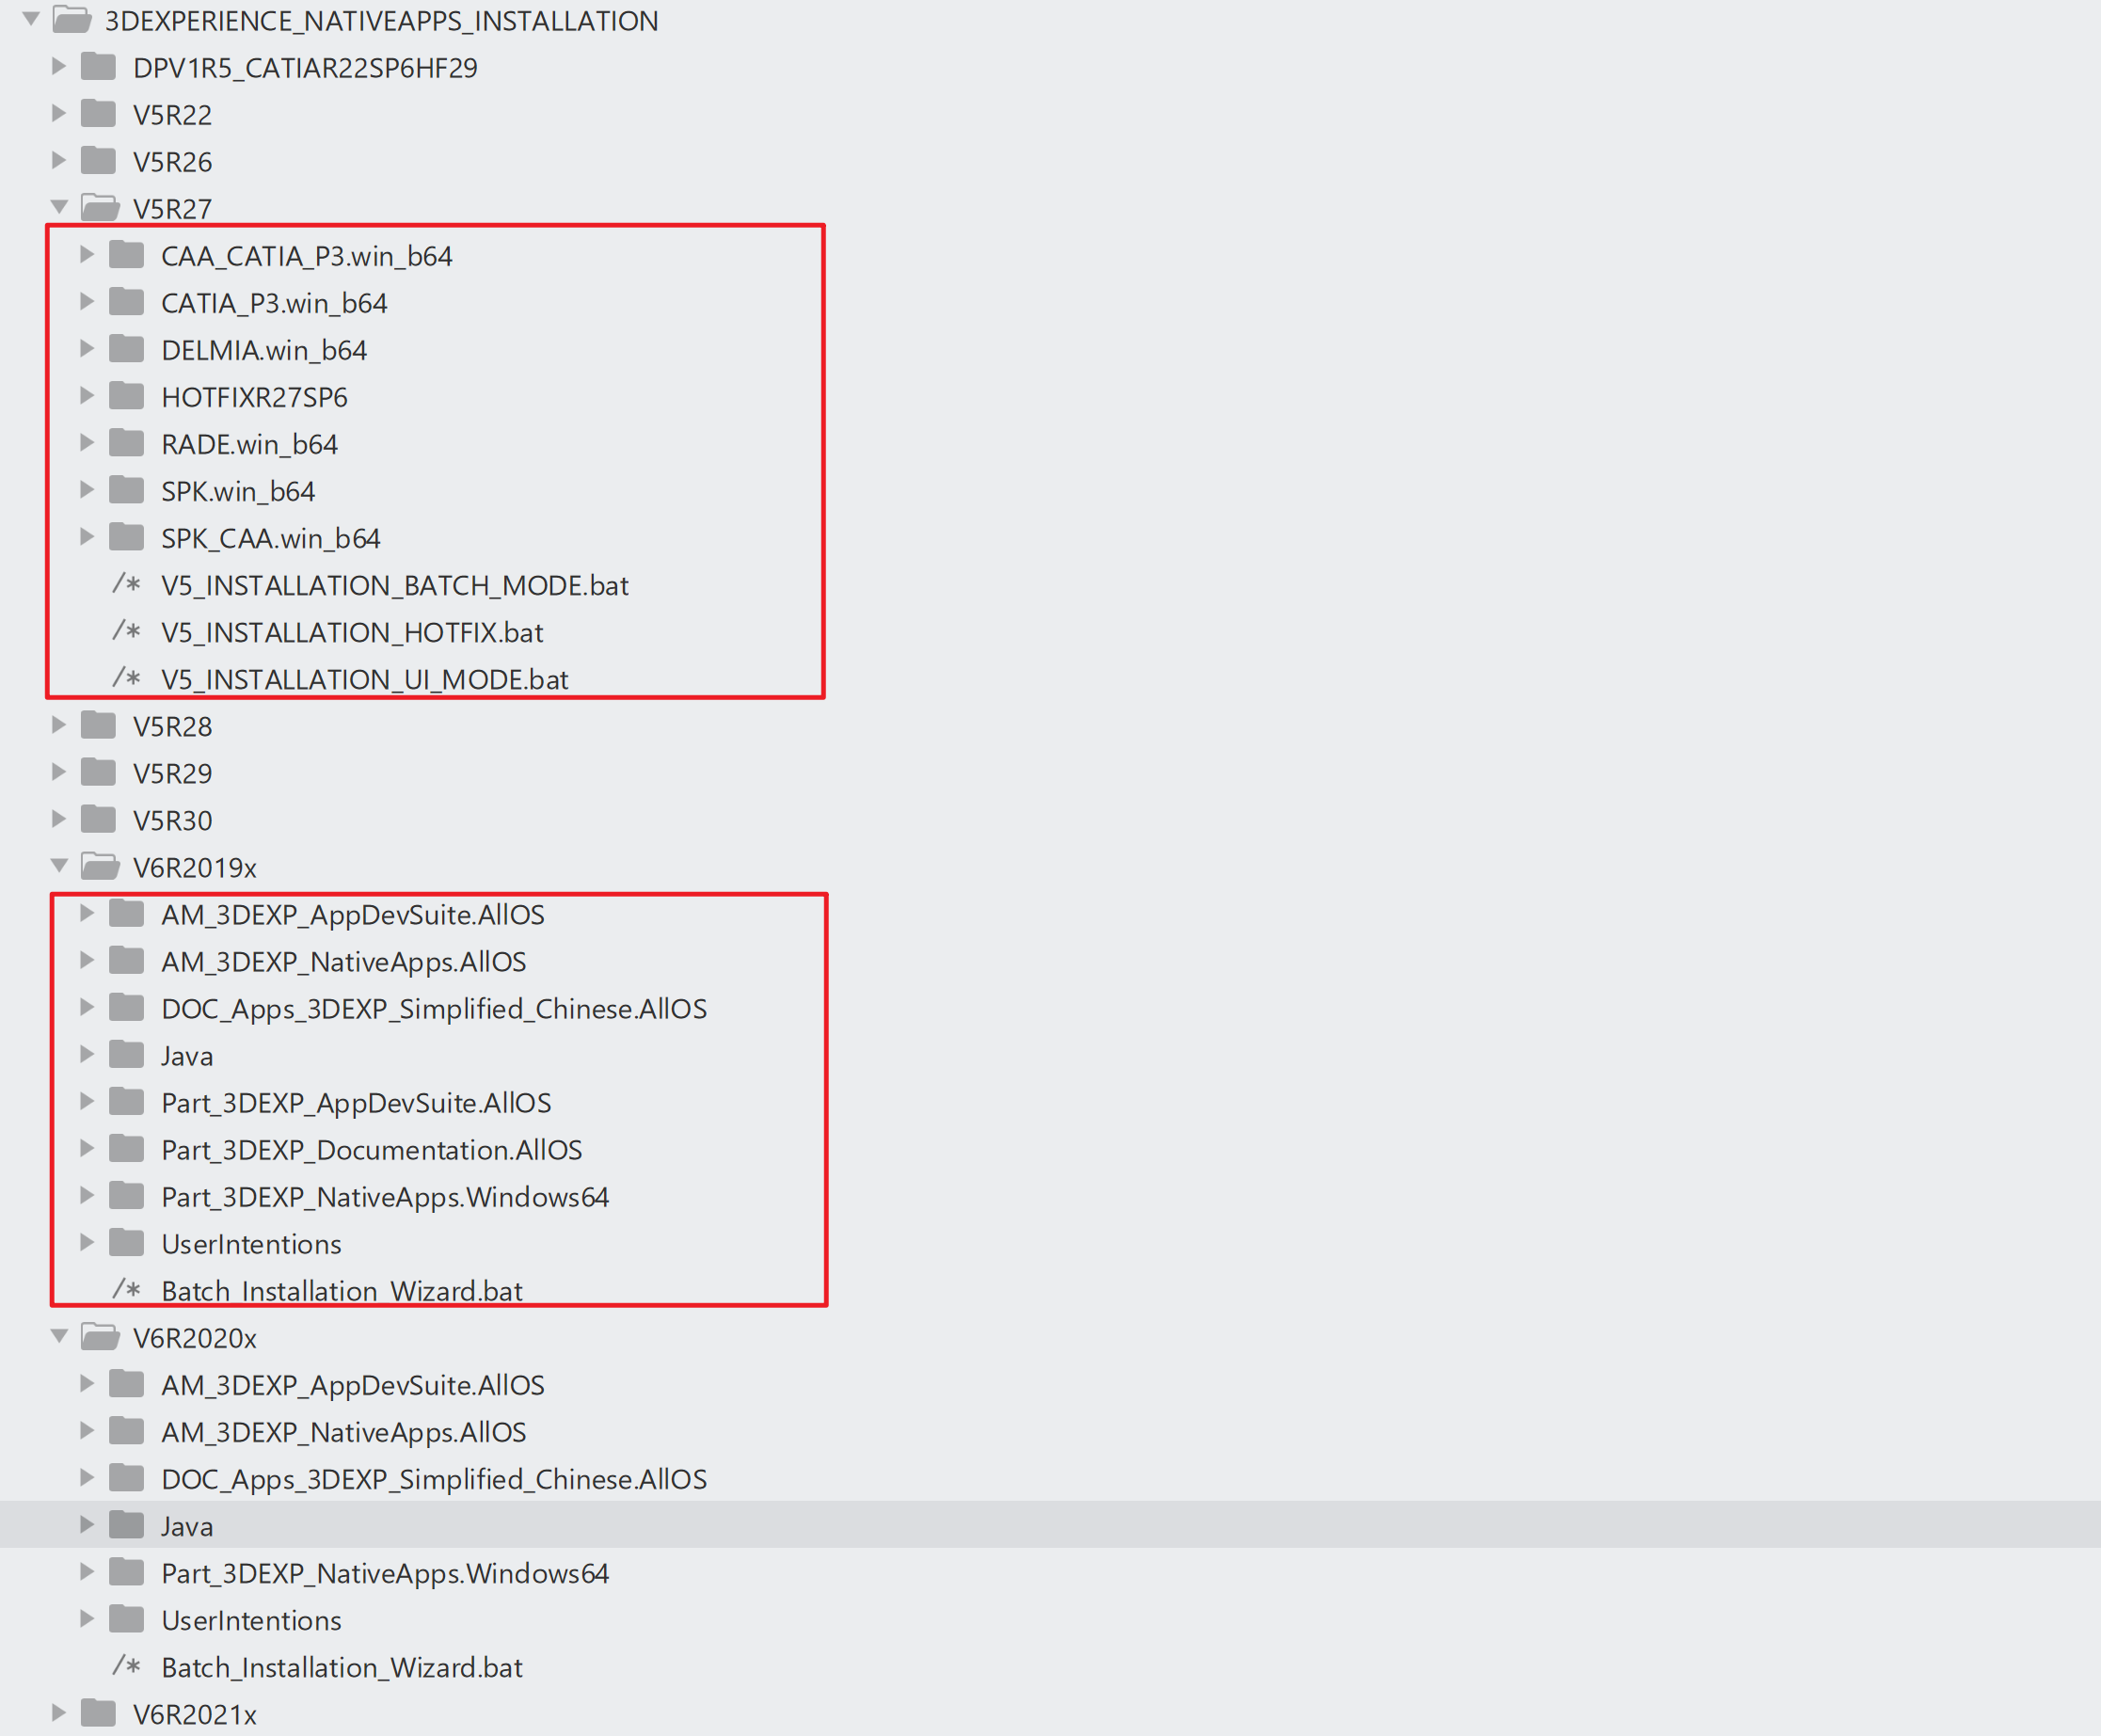 3DEXPERIENCE_NATIVEAPPS_INSTALLATION
DPV1R5_CATIAR22SP6HF29
V5R22
V5R26
V5R27
CAA_CATIA_P3.win_b64
CATIA_P3.win_b64
DELMIA.win_b64
HOTFIXR27SP6
RADE.win_b64
SPK.win_b64
SPK_CAA.win_b64
/* V5_INSTALLATION_BATCH_MODE.bat
/* V5_INSTALLATION_HOTFIX.bat
/* V5_INSTALLATION_UI_MODE.bat
V5R28
V5R29
V5R30
V6R2019x
AM_3DEXP_AppDevSuite.AllOS
AM_3DEXP_NativeApps.AllOS
DOC_Apps_3DEXP_Simplified_Chinese.AllOS
Java
Part_3DEXP_AppDevSuite.AllOS
Part_3DEXP_Documentation.AllOS
Part_3DEXP_NativeApps.Windows64
UserIntentions
/* Batch_Installation_Wizard.bat
V6R2020x
AM_3DEXP_AppDevSuite.AllOS
AM_3DEXP_NativeApps.AllOS
DOC_Apps_3DEXP_Simplified_Chinese.AllOS
Java
Part_3DEXP_NativeApps.Windows64
UserIntentions
/* Batch_Installation_Wizard.bat
V6R2021x